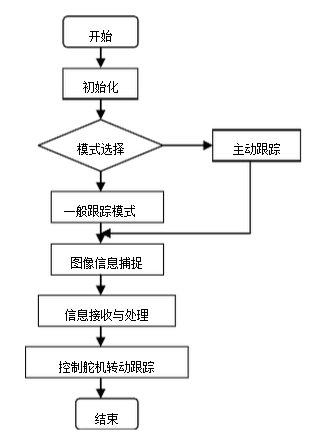 开始
初始化
模式选择
主动跟踪
一般跟踪模式
图像信息捕捉
信息接收与处理
控制舵机转动跟踪
结束